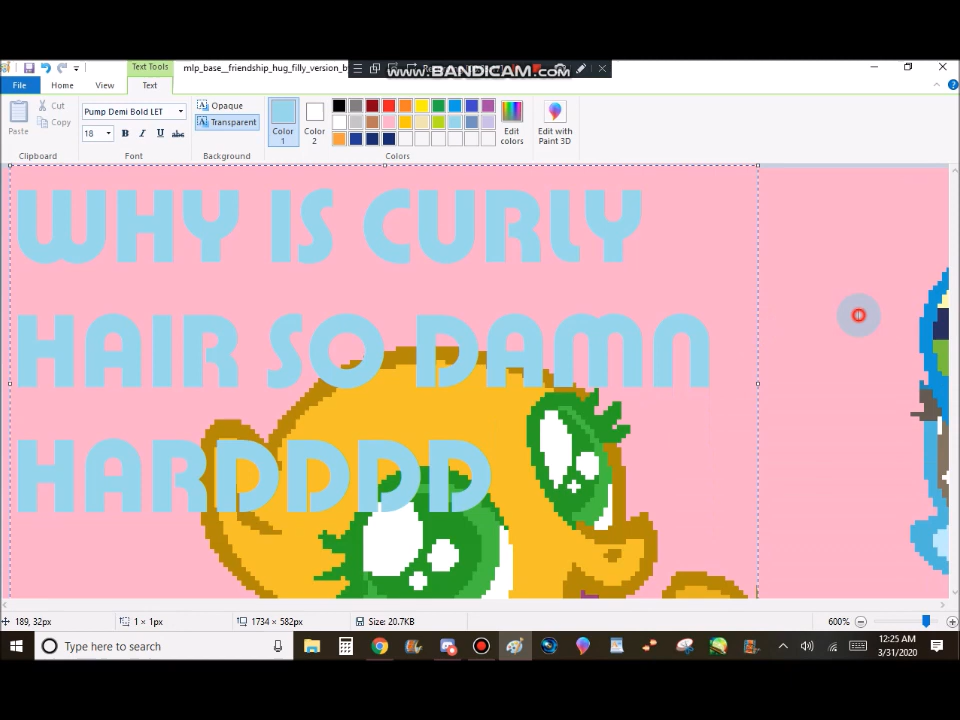 Text Tools
mlp_base__friendship_hug_filly_version_b
www.BANDICAM.com
File
Home
View
Text
Paste
Cut
Copy
Clipboard
Pump Demi Bold LET
18
B
I
U
abc
Font
Opaque
Transparent
Background
Color
1
Color
2
Edit
colors
Colors
Edit with
Paint 3D
WHY IS CURLY
HAIR SO DAMN
HARDDDD
189, 32px
1 × 1px
1734 × 582px
Size: 20.7KB
600%
Type here to search
12:25 AM
3/31/2020